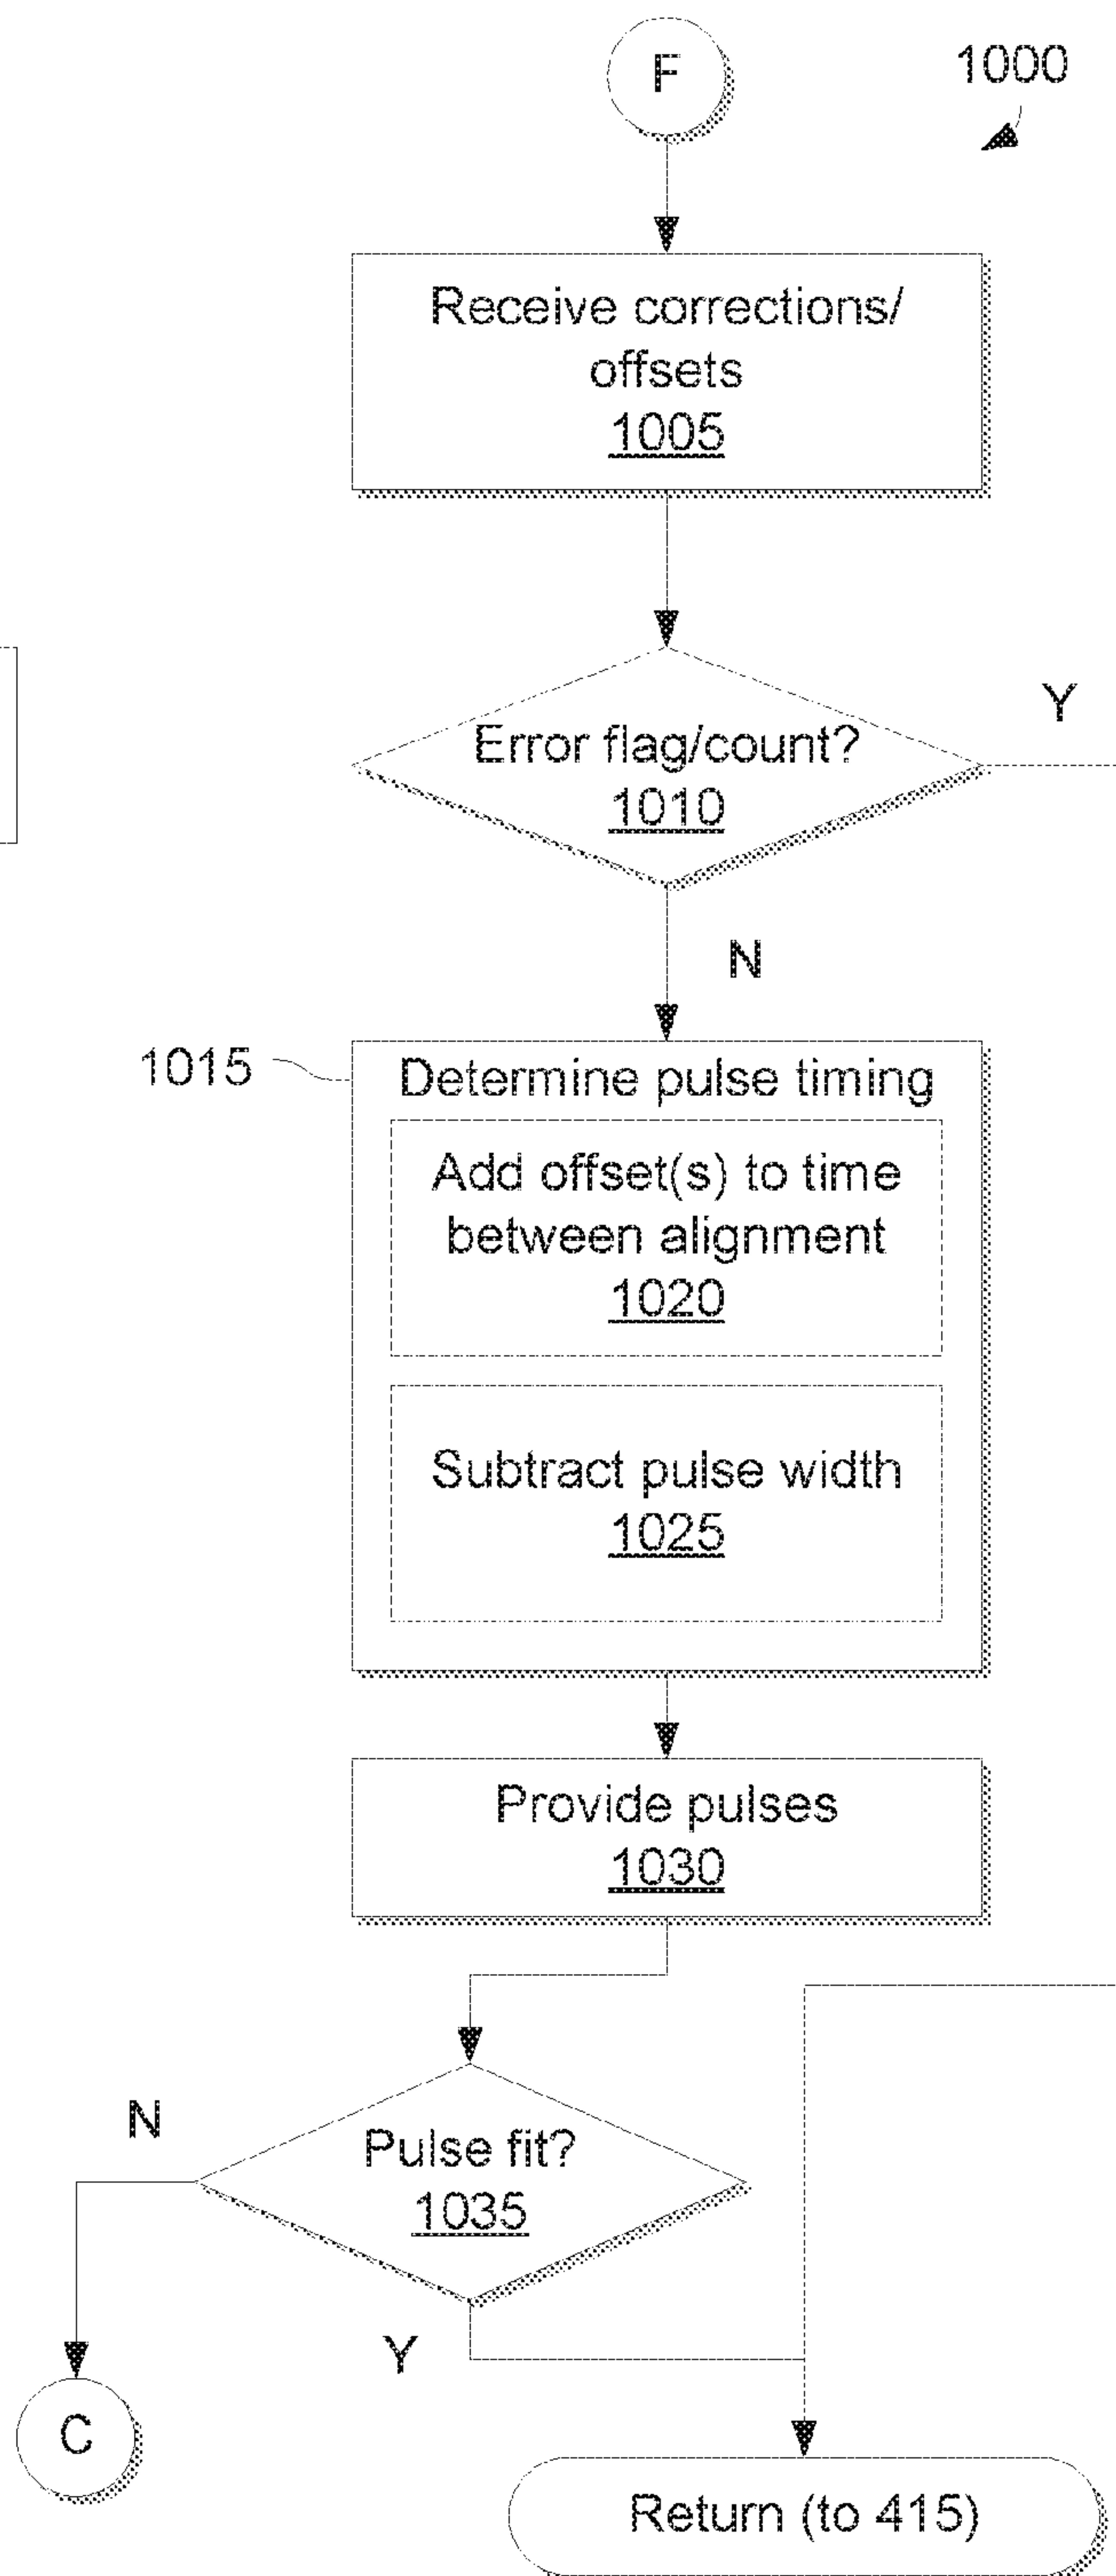 F
1000
Receive corrections/
offsets
1005
Error flag/count?
1010
Y
N
1015
Determine pulse timing
Add offset(s) to time
between alignment
1020
Subtract pulse width
1025
Provide pulses
1030
N
Pulse fit?
1035
Y
C
Return (to 415)